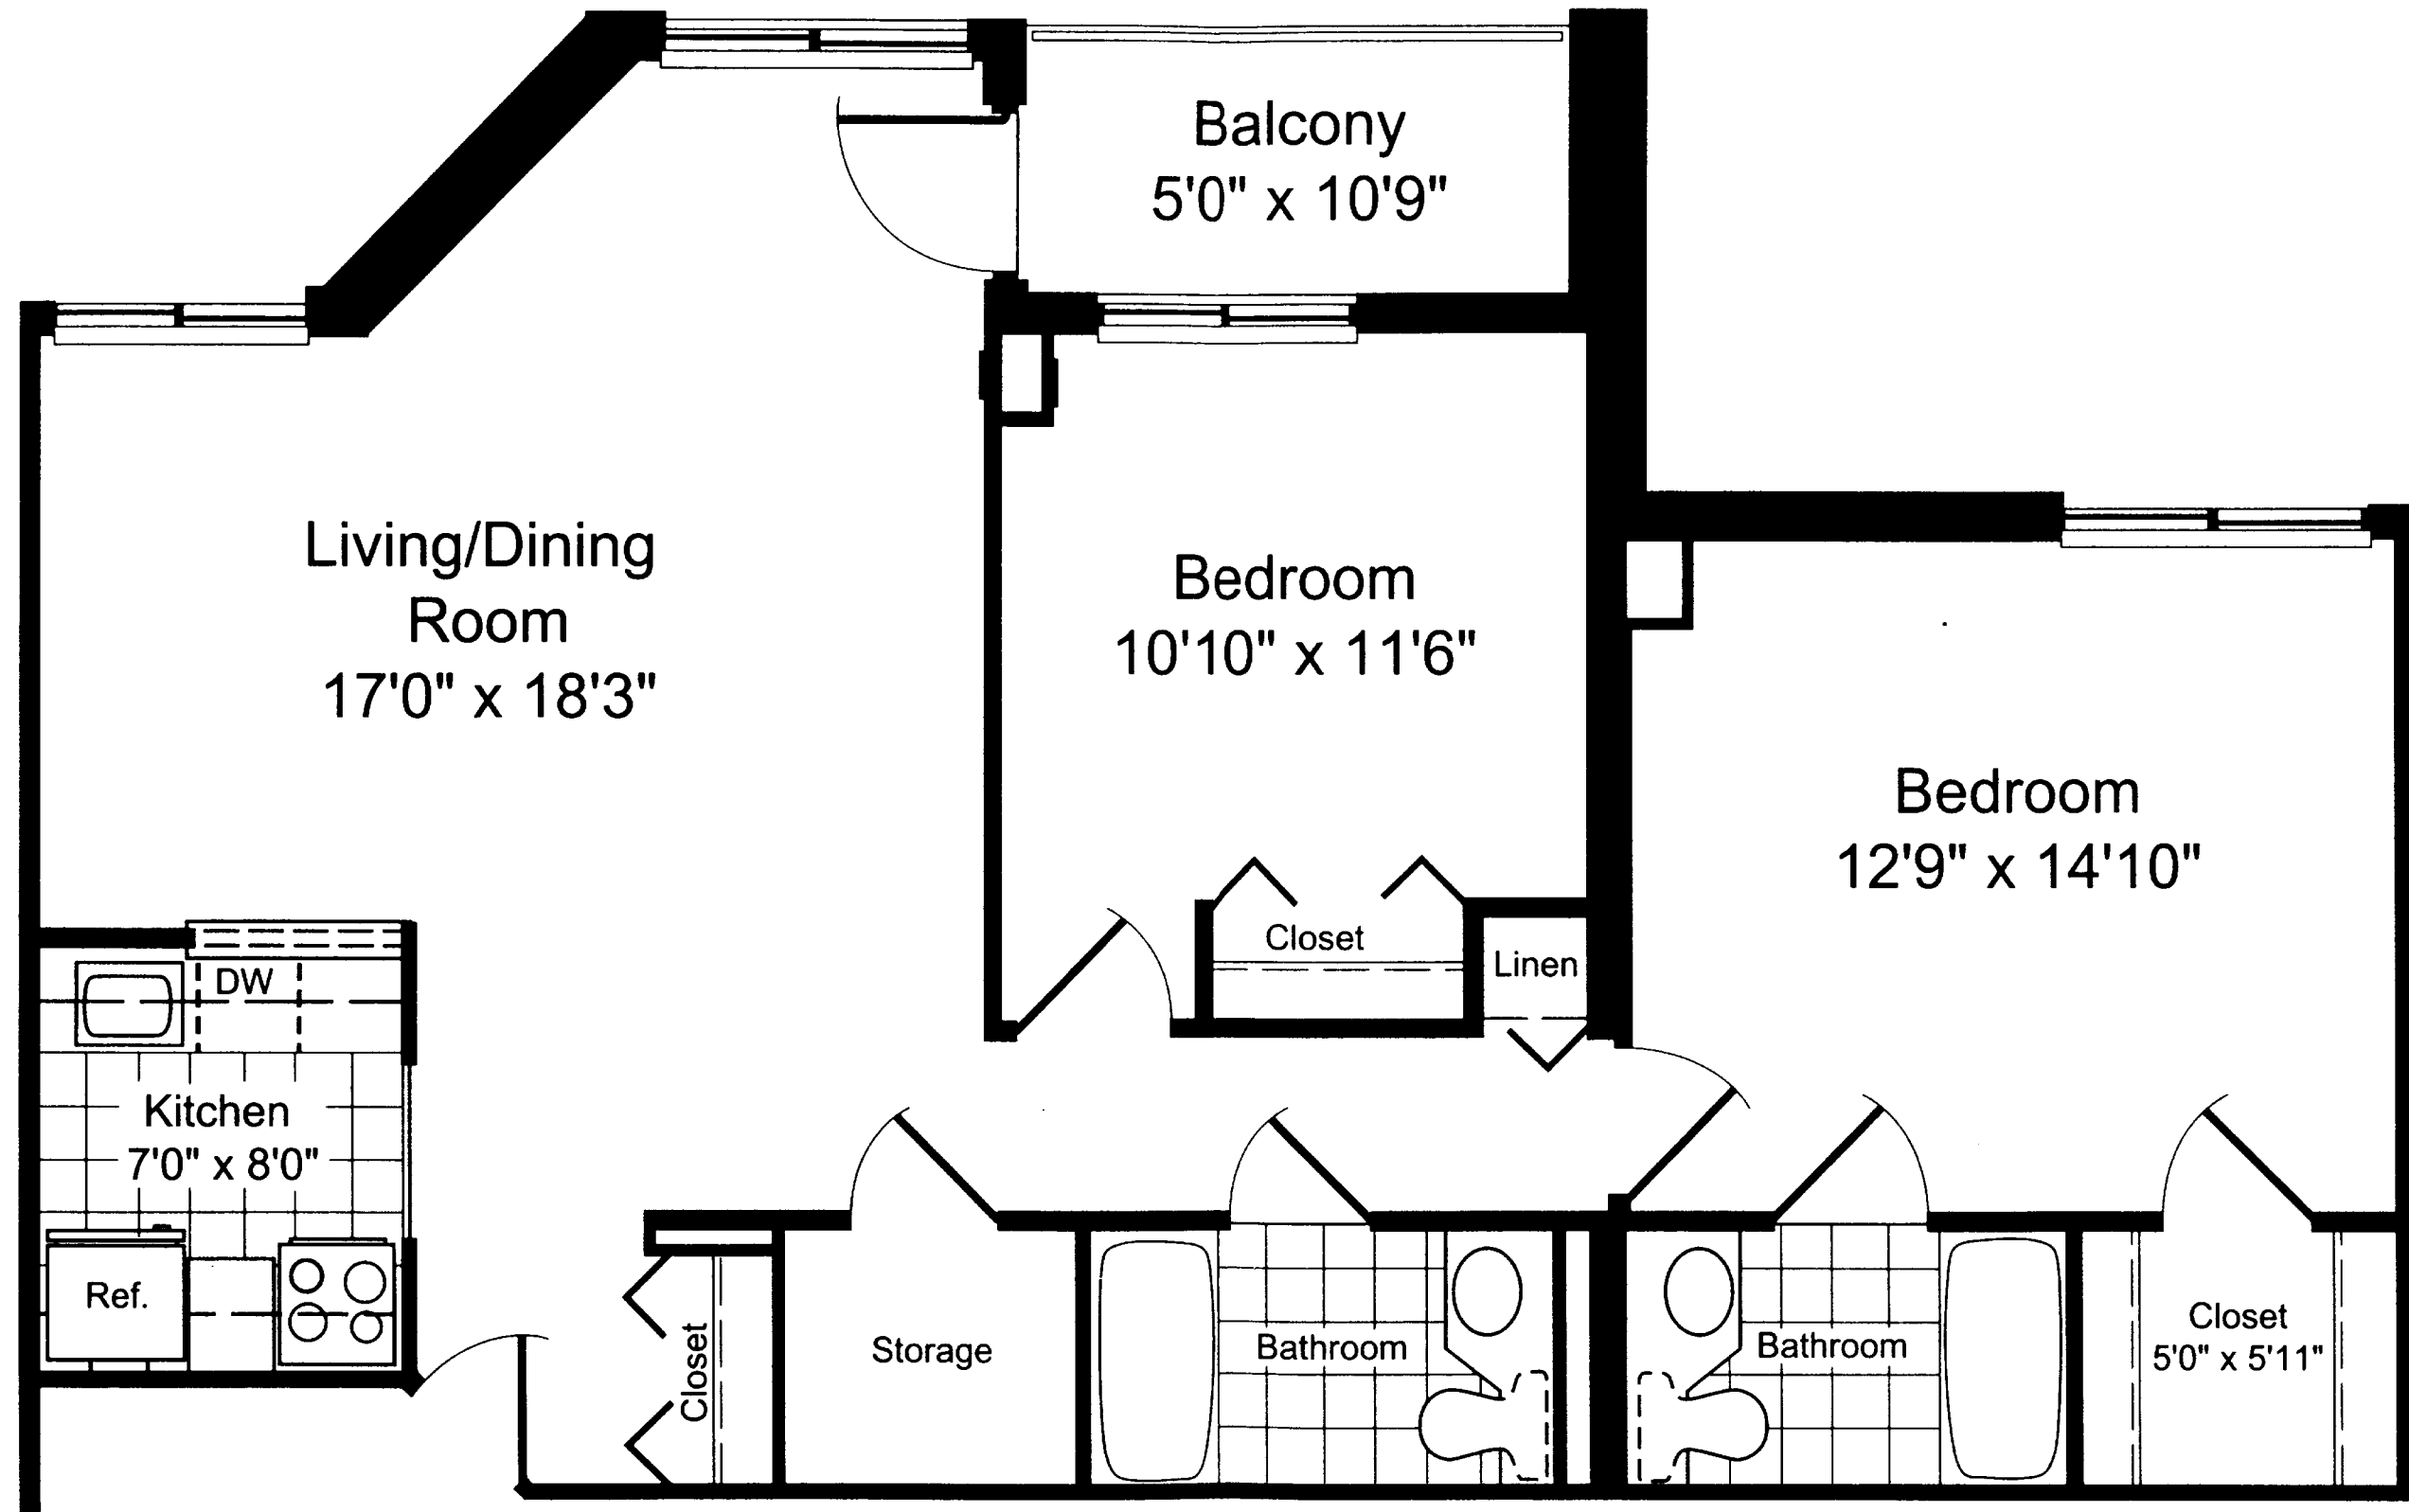 Balcony
5'0" x 10'9"
Living/Dining
Room
17'0" x 18'3"
Bedroom
10'10" x 11'6"
Bedroom
12'9" x 14'10"
Closet
Linen
DW
Kitchen
7'0" x 8'0"
Ref.
Closet
Storage
Bathroom
Bathroom
Closet
5'0" x 5'11"